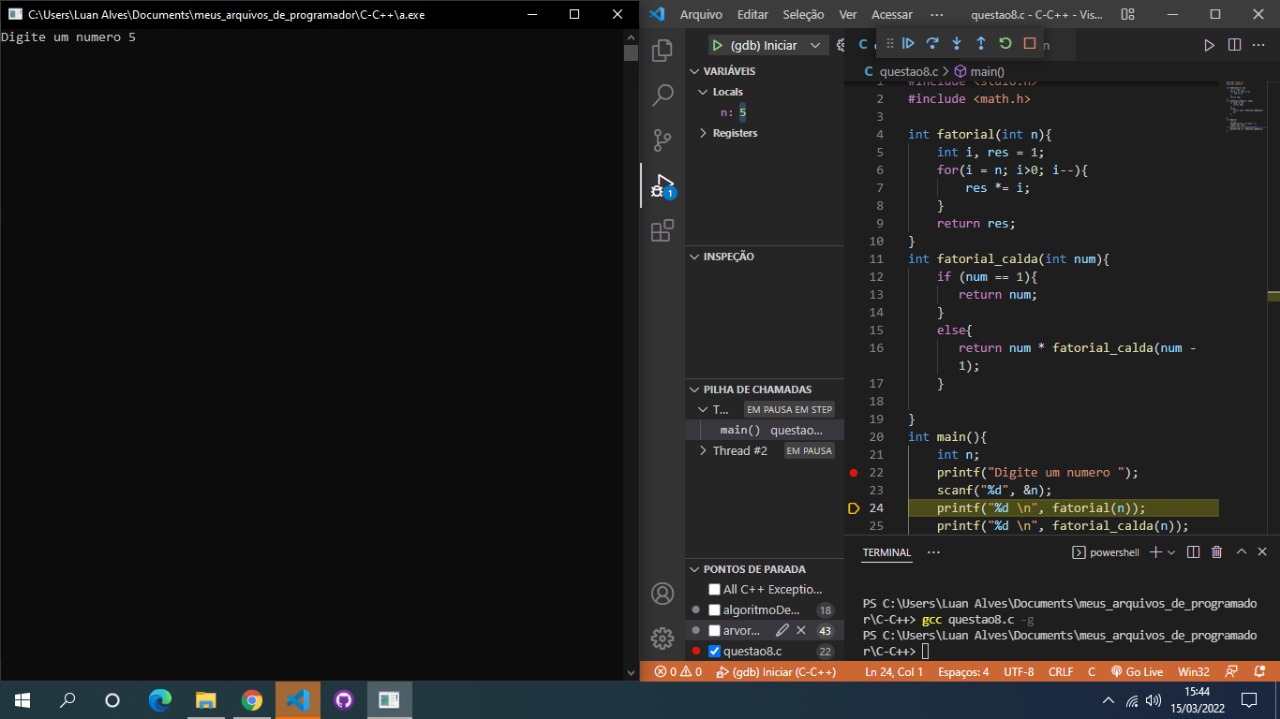 C:\Users\Luan Alves\Documents\meus_arquivos_de_programador\C-C++\a.exe
Digite um numero 5
Arquivo Editar Seleção Ver Acessar ··· questao8.c - C-C++ - Vis...
(gdb) Iniciar
VARIÁVEIS
Locals
n: 5
Registers
INSPEÇÃO
PILHA DE CHAMADAS
T... EM PAUSA EM STEP
main() questao...
Thread #2 EM PAUSA
PONTOS DE PARADA
All C++ Exceptio...
algoritmoDe... 18
arvor... 43
questao8.c 22
C questao8.c > main()
1 #include <stdio.h>
2 #include <math.h>
3
4 int fatorial(int n){
5 int i, res = 1;
6 for(i = n; i>0; i--){
7 res *= i;
8 }
9 return res;
10 }
11 int fatorial_calda(int num){
12 if (num == 1){
13 return num;
14 }
15 else{
16 return num * fatorial_calda(num -
1);
17 }
18
19 }
20 int main(){
21 int n;
22 printf("Digite um numero ");
23 scanf("%d", &n);
24 printf("%d \n", fatorial(n));
25 printf("%d \n", fatorial_calda(n));
TERMINAL ··· powershell
PS C:\Users\Luan Alves\Documents\meus_arquivos_de_programado
r\C-C++> gcc questao8.c -g
PS C:\Users\Luan Alves\Documents\meus_arquivos_de_programado
r\C-C++>
1
0 0 (gdb) Iniciar (C-C++) Ln 24, Col 1 Espaços: 4 UTF-8 CRLF C Go Live Win32
15:44
15/03/2022